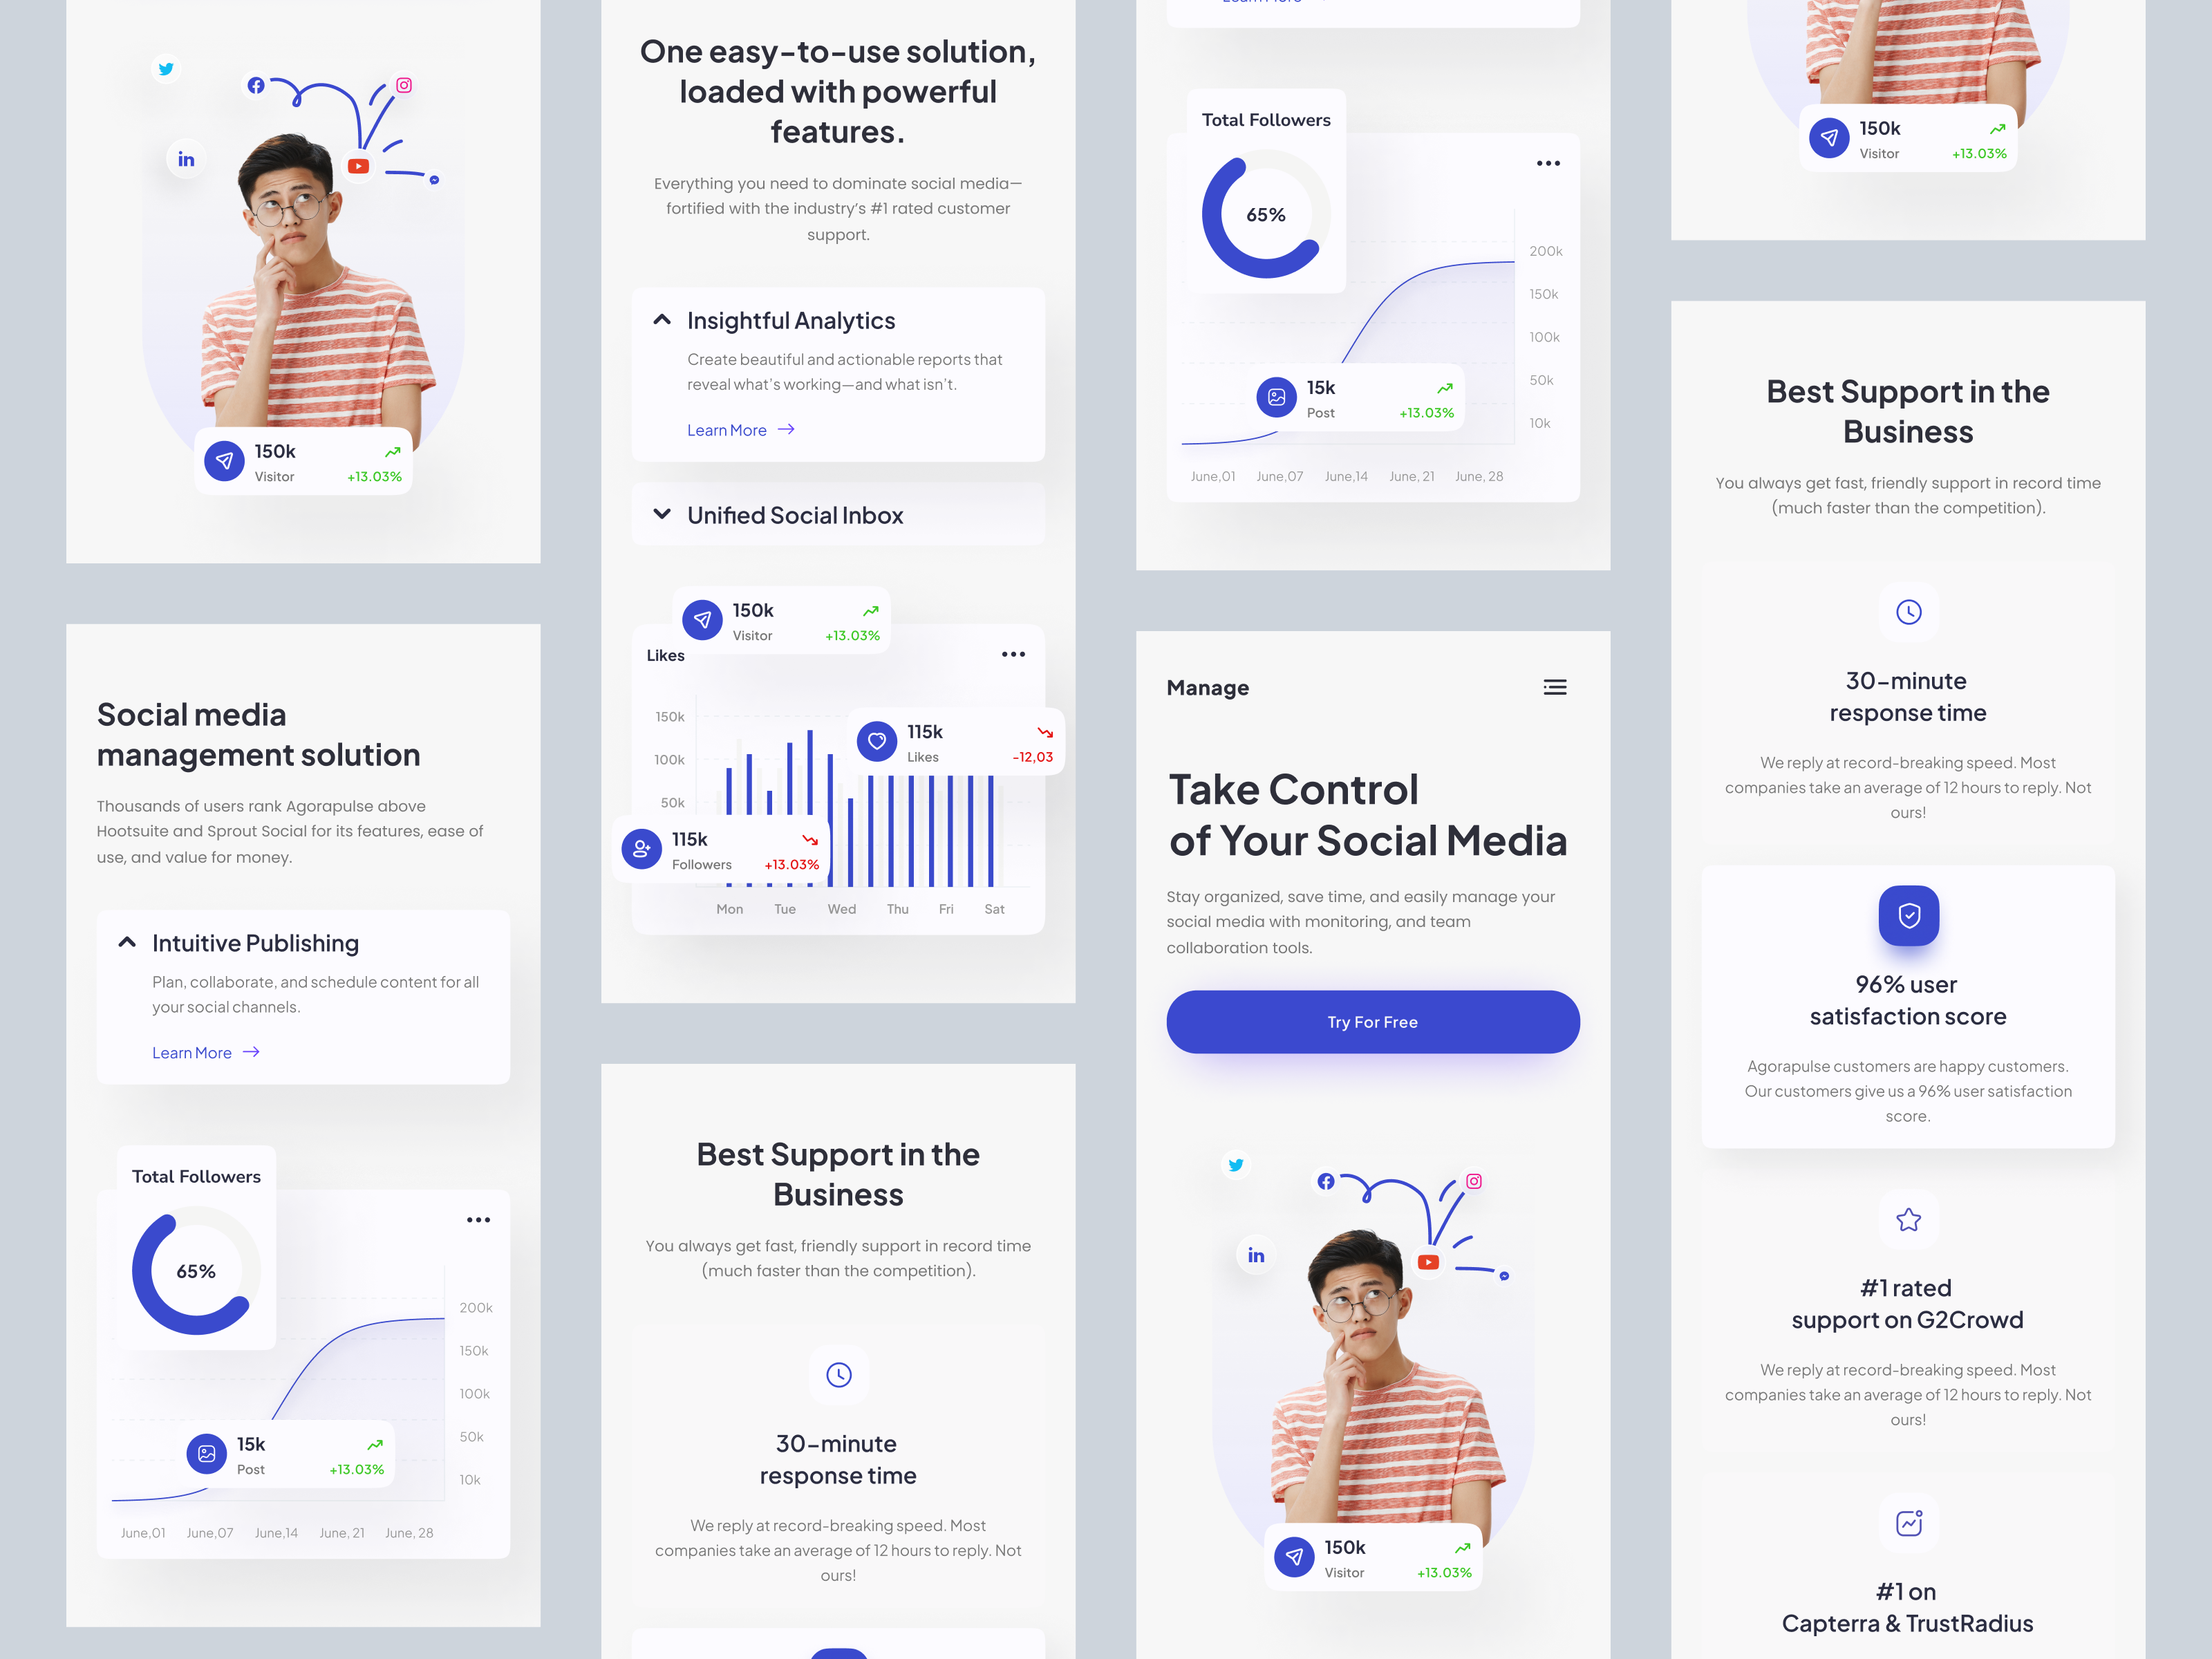 in
150k
Visitor
+13.03%
Social media
management solution
Thousands of users rank Agorapulse above
Hootsuite and Sprout Social for its features, ease of
use, and value for money.
Intuitive Publishing
Plan, collaborate, and schedule content for all
your social channels.
Learn More
Total Followers
65%
200k
150k
100k
50k
10k
15k
Post
+13.03%
June,01 June,07 June,14 June, 21 June, 28
One easy-to-use solution,
loaded with powerful
features.
Everything you need to dominate social media—
fortified with the industry's #1 rated customer
support.
Insightful Analytics
Create beautiful and actionable reports that
reveal what's working—and what isn't.
Learn More
Unified Social Inbox
150k
Visitor
+13.03%
Likes
150k
100k
50k
115k
Likes
-12,03
115k
Followers
+13.03%
Mon Tue Wed Thu Fri Sat
Best Support in the
Business
You always get fast, friendly support in record time
(much faster than the competition).
30-minute
response time
We reply at record-breaking speed. Most
companies take an average of 12 hours to reply. Not
ours!
Learn More
Total Followers
65%
200k
150k
100k
50k
10k
15k
Post
+13.03%
June,01 June,07 June,14 June, 21 June, 28
Manage
Take Control
of Your Social Media
Stay organized, save time, and easily manage your
social media with monitoring, and team
collaboration tools.
Try For Free
in
150k
Visitor
+13.03%
150k
Visitor
+13.03%
Best Support in the
Business
You always get fast, friendly support in record time
(much faster than the competition).
30-minute
response time
We reply at record-breaking speed. Most
companies take an average of 12 hours to reply. Not
ours!
96% user
satisfaction score
Agorapulse customers are happy customers.
Our customers give us a 96% user satisfaction
score.
#1 rated
support on G2Crowd
We reply at record-breaking speed. Most
companies take an average of 12 hours to reply. Not
ours!
#1 on
Capterra & TrustRadius